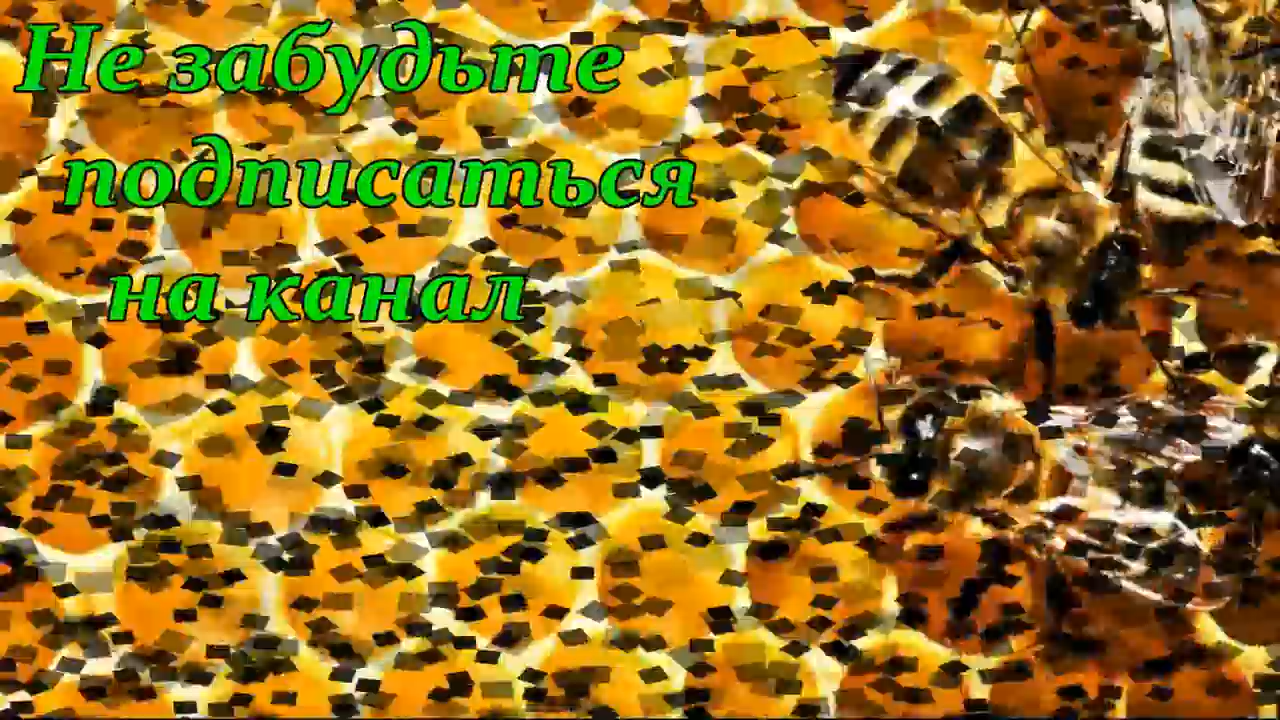 Не забудьте
подписаться
на канал